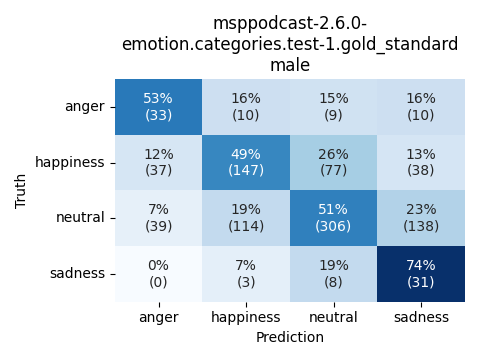 msppodcast-2.6.0-
emotion.categories.test-1.gold_standard
male
Truth
anger
53% 16% 15% 16%
(33) (10) (9) (10)
happiness
12% 49% 26% 13%
(37) (147) (77) (38)
neutral
7% 19% 51% 23%
(39) (114) (306) (138)
sadness
0% 7% 19% 74%
(0) (3) (8) (31)
anger happiness neutral sadness
Prediction